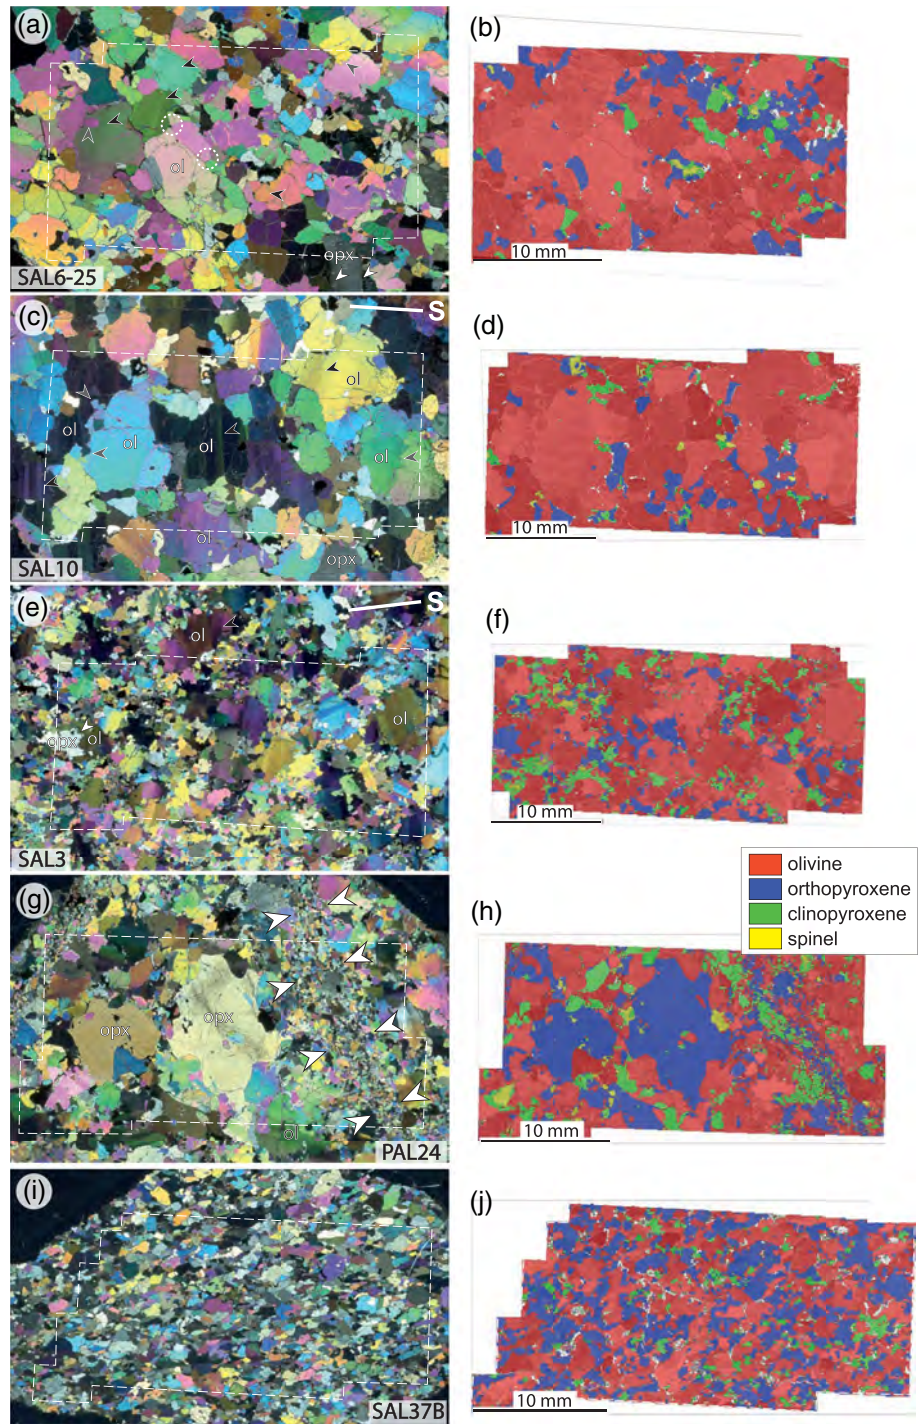 (a)
ol
opx
SAL6-25
(b)
10 mm
(c)
S
ol
ol
ol
ol
ol
ol
opx
SAL10
(d)
10 mm
(e)
S
ol
ol
opx
ol
SAL3
(f)
10 mm
olivine
orthopyroxene
clinopyroxene
spinel
(g)
opx
opx
ol
PAL24
(h)
10 mm
(i)
SAL37B
(j)
10 mm